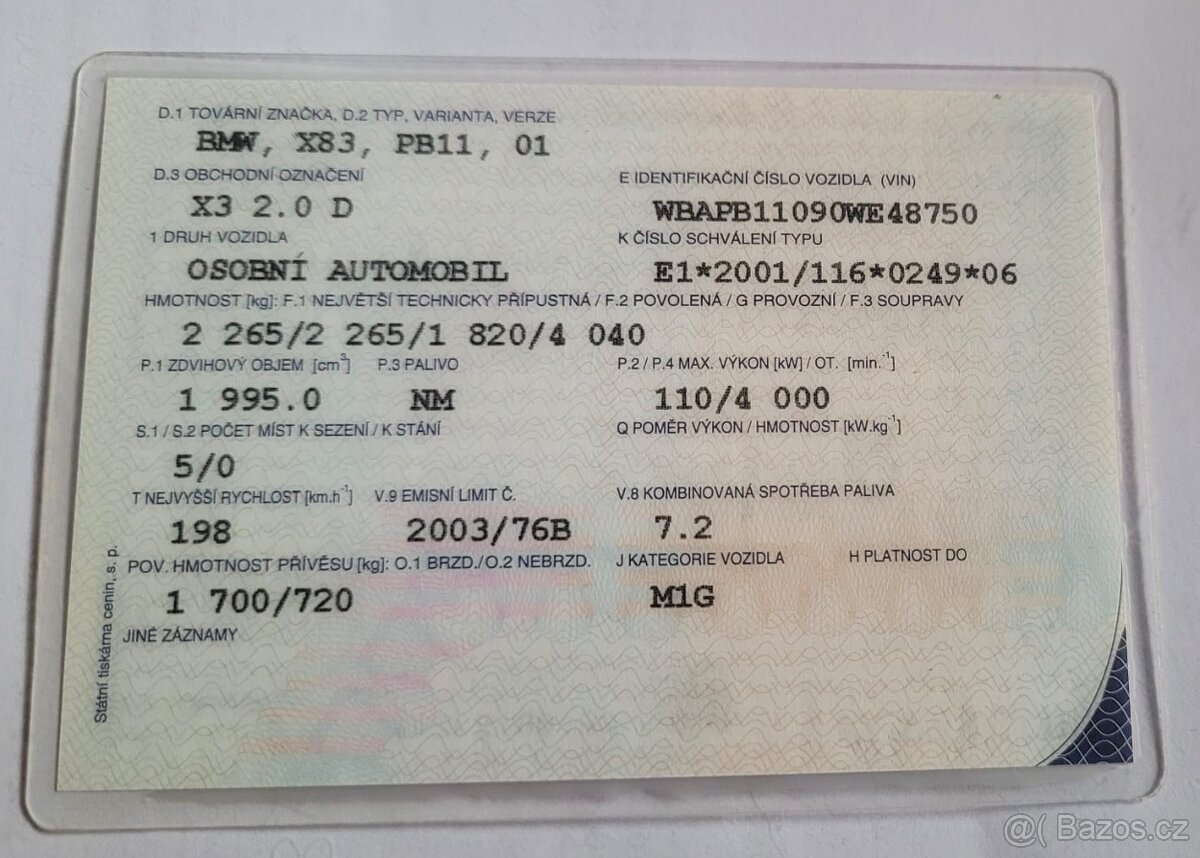 D.1 TOVÁRNÍ ZNAČKA, D.2 TYP, VARIANTA, VERZE
BMW, X83, PB11, 01
D.3 OBCHODNÍ OZNAČENÍ
E IDENTIFIKAČNÍ ČÍSLO VOZIDLA (VIN)
X3 2.0 D
WBAPB11090WE48750
1 DRUH VOZIDLA
K ČÍSLO SCHVÁLENÍ TYPU
OSOBNÍ AUTOMOBIL
E1*2001/116*0249*06
HMOTNOST [kg]: F.1 NEJVĚTŠÍ TECHNICKY PŘÍPUSTNÁ / F.2 POVOLENÁ / G PROVOZNÍ / F.3 SOUPRAVY
2 265/2 265/1 820/4 040
P.1 ZDVIHOVÝ OBJEM [cm³] P.3 PALIVO
P.2 / P.4 MAX. VÝKON [kW] / OT. [min.⁻¹]
1 995.0 NM
110/4 000
S.1 / S.2 POČET MÍST K SEZENÍ / K STÁNÍ
Q POMĚR VÝKON / HMOTNOST [kW.kg⁻¹]
5/0
T NEJVYŠŠÍ RYCHLOST [km.h⁻¹] V.9 EMISNÍ LIMIT Č.
V.8 KOMBINOVANÁ SPOTŘEBA PALIVA
198 2003/76B
7.2
POV. HMOTNOST PŘÍVĚSU [kg]: O.1 BRZD./O.2 NEBRZD.
J KATEGORIE VOZIDLA H PLATNOST DO
1 700/720
M1G
JINÉ ZÁZNAMY
Státní tiskárna cenin, s. p.
@( Bazos.cz